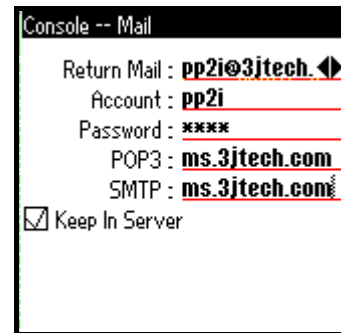 Console -- Mail
Return Mail : pp2i@3jtech.
Account : pp2i
Password : ****
POP3 : ms.3jtech.com
SMTP : ms.3jtech.com
Keep In Server